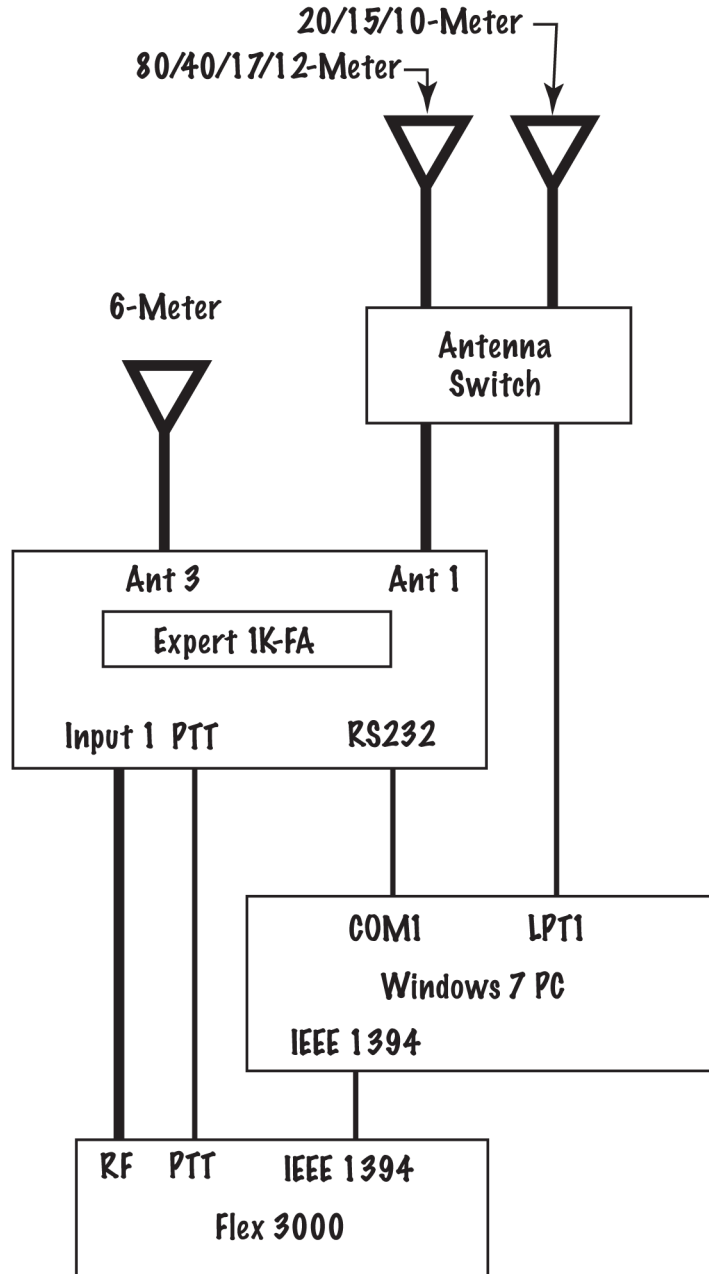 20/15/10-Meter
80/40/17/12-Meter
6-Meter
Antenna
Switch
Ant 3
Ant 1
Expert 1K-FA
Input 1
PTT
RS232
COM1
LPT1
Windows 7 PC
IEEE 1394
RF
PTT
IEEE 1394
Flex 3000